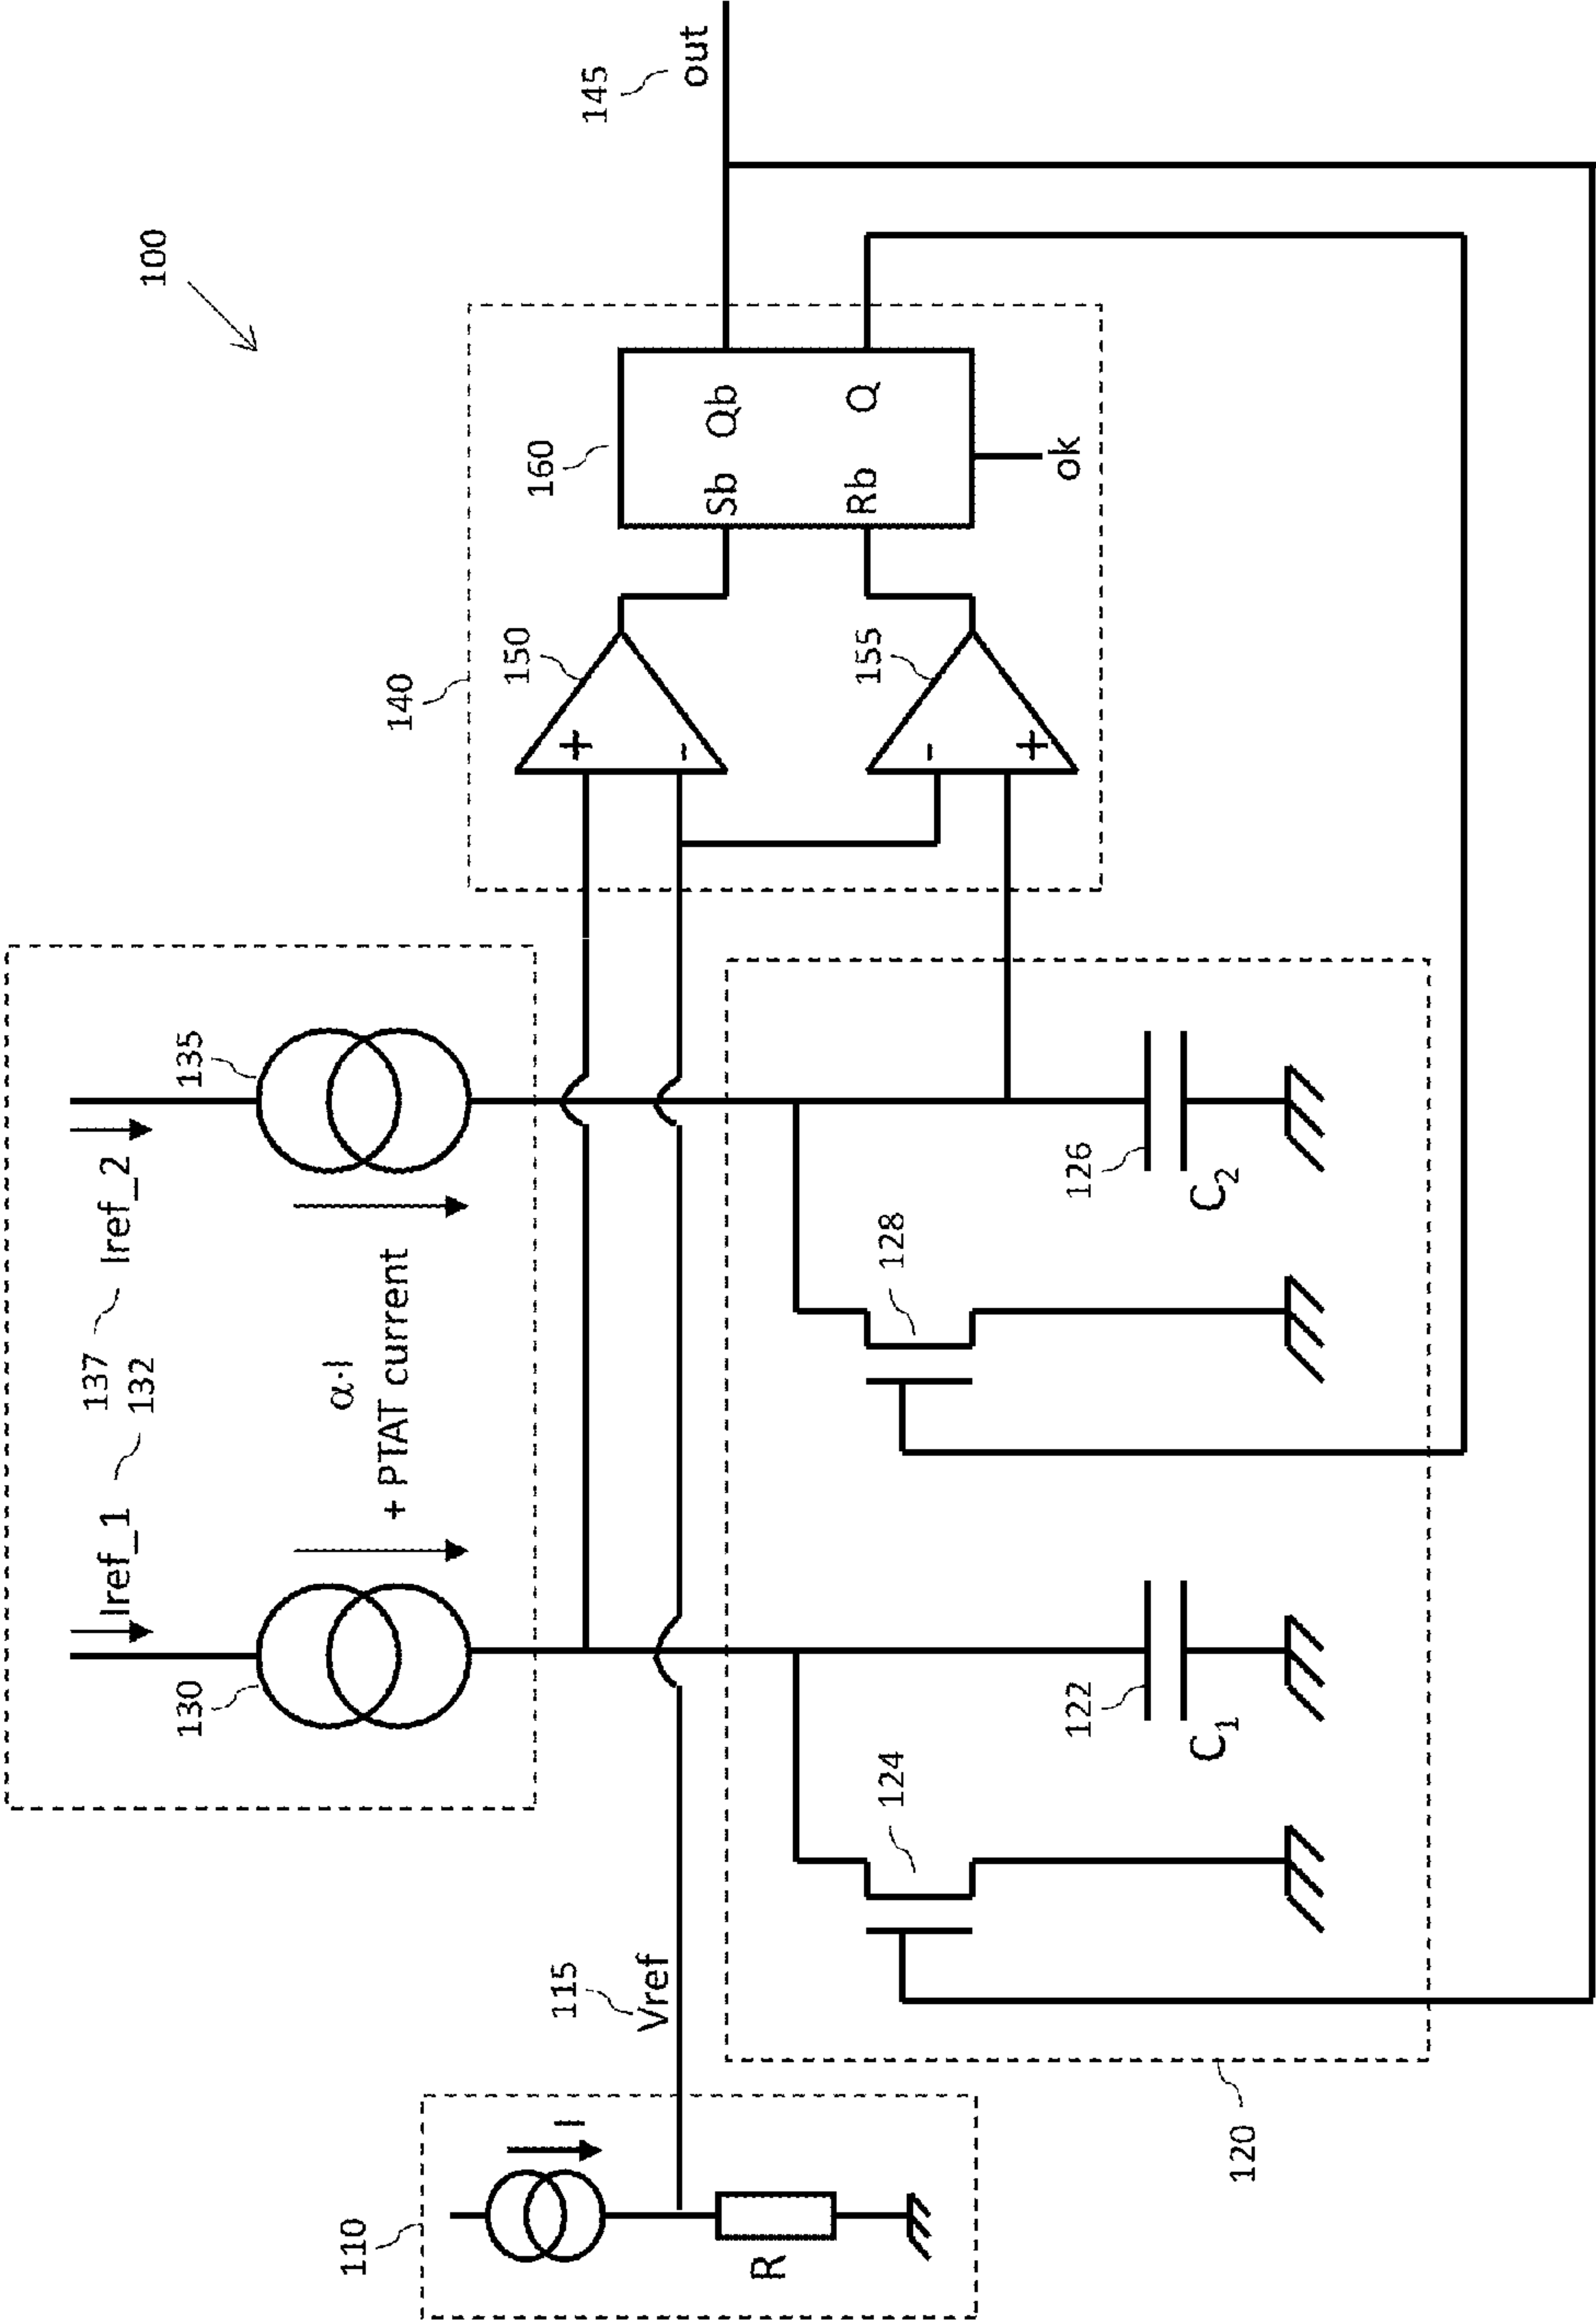 100
137 Iref_2
Iref_1 132
130
135
α·I
+ PTAT current
140
150
+
-
155
-
+
160
Sb Qb
Rb Q
ok
145
out
110
I
R
115
Vref
124
122
C1
128
126
C2
120